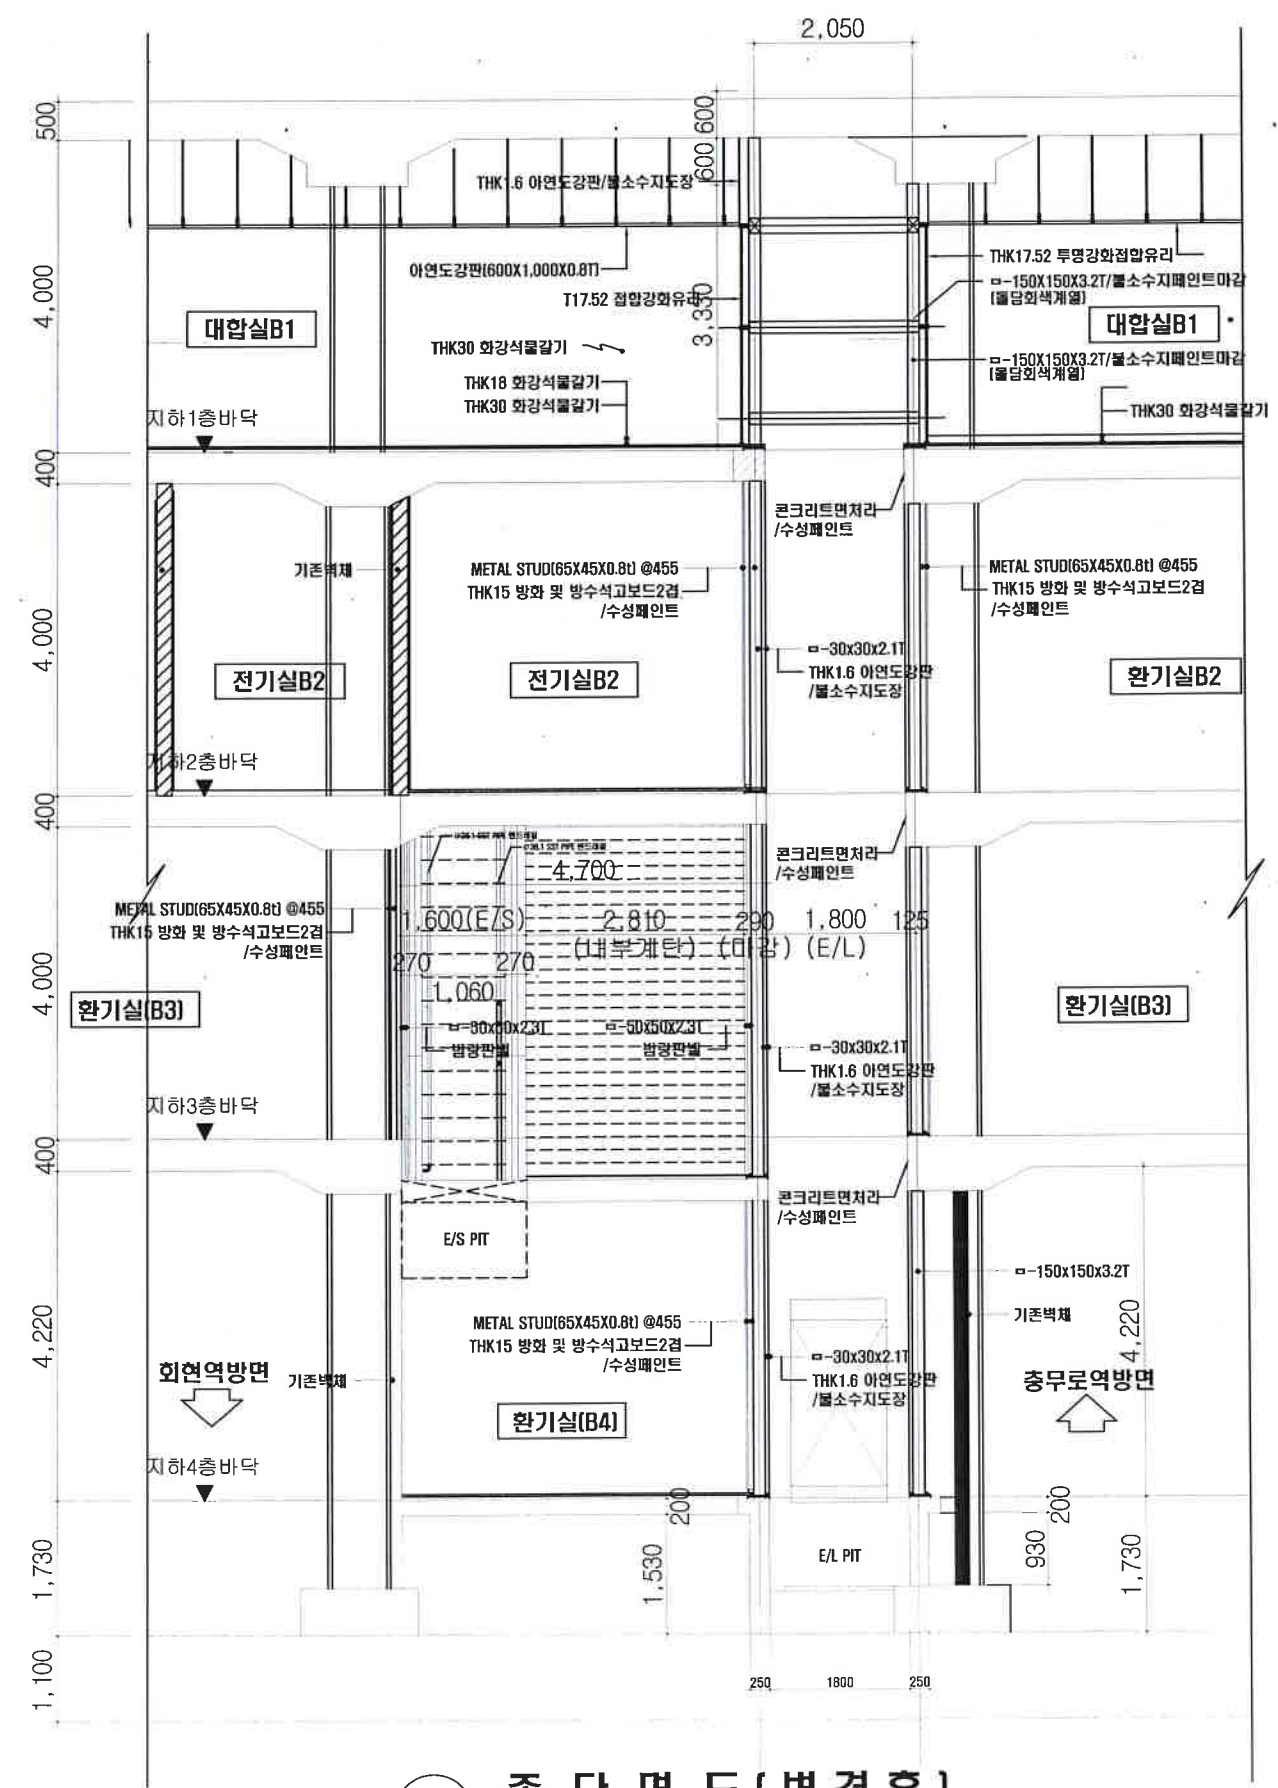 2,050
500
600
600
THK1.6 아연도강판/불소수지도장
아연도강판(600X1,000X0.8T)
T17.52 접합강화유리
3,350
THK17.52 투명강화접합유리
ㅁ-150X150X3.2T/불소수지페인트마감
(돌담회색계열)
4,000
대합실B1
대합실B1
THK30 화강석물갈기
ㅁ-150X150X3.2T/불소수지페인트마감
(돌담회색계열)
THK18 화강석물갈기
THK30 화강석물갈기
THK30 화강석물갈기
지하1층바닥
400
콘크리트면처리
/수성페인트
기존벽체
METAL STUD(65X45X0.8t) @455
THK15 방화 및 방수석고보드2겹
/수성페인트
METAL STUD(65X45X0.8t) @455
THK15 방화 및 방수석고보드2겹
/수성페인트
4,000
ㅁ-30x30x2.1T
THK1.6 아연도강판
/불소수지도장
전기실B2
전기실B2
환기실B2
지하2층바닥
400
콘크리트면처리
/수성페인트
4,700
METAL STUD(65X45X0.8t) @455
THK15 방화 및 방수석고보드2겹
/수성페인트
1,600(E/S)
2,810
(내부계단)
290
(마감)
1,800
(E/L)
125
270
270
1,060
4,000
환기실(B3)
환기실(B3)
ㅁ-50x50x2.3T
법랑판넬
법랑판넬
ㅁ-30x30x2.1T
THK1.6 아연도강판
/불소수지도장
지하3층바닥
400
콘크리트면처리
/수성페인트
E/S PIT
ㅁ-150x150x3.2T
기존벽체
METAL STUD(65X45X0.8t) @455
THK15 방화 및 방수석고보드2겹
/수성페인트
4,220
4,220
ㅁ-30x30x2.1T
THK1.6 아연도강판
/불소수지도장
회현역방면
기존벽체
충무로역방면
환기실(B4)
지하4층바닥
200
200
1,730
1,530
E/L PIT
930
1,730
1,100
250
1800
250
종 단 면 도 ( 변 경 후 )